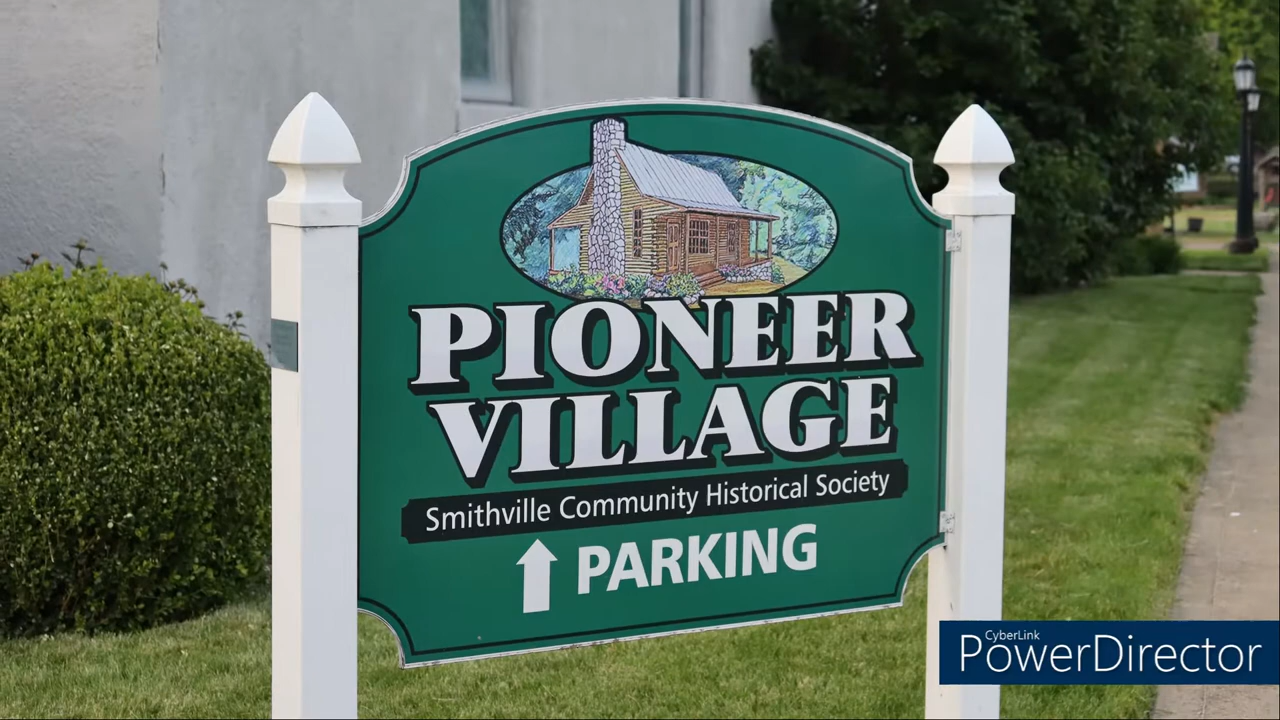 PIONEER
VILLAGE
Smithville Community Historical Society
PARKING
CyberLink
PowerDirector